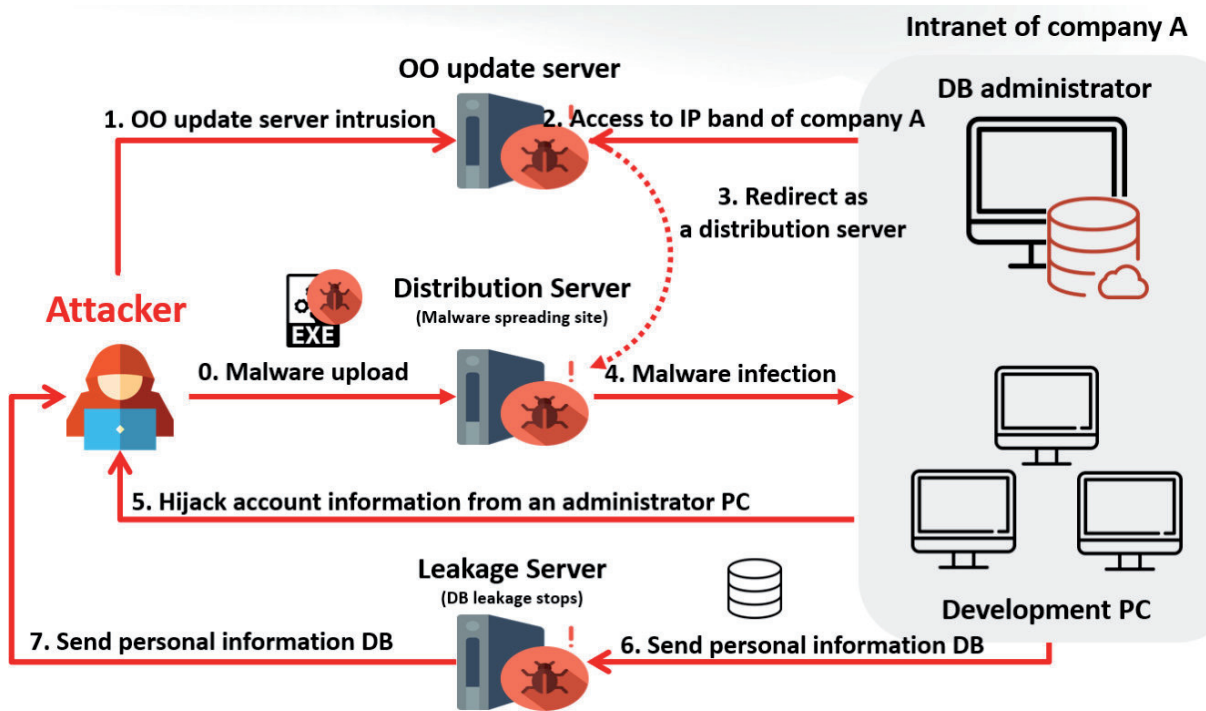 Intranet of company A
OO update server
DB administrator
1. OO update server intrusion
2. Access to IP band of company A
3. Redirect as
a distribution server
Attacker
EXE
Distribution Server
(Malware spreading site)
0. Malware upload
4. Malware infection
5. Hijack account information from an administrator PC
Leakage Server
(DB leakage stops)
Development PC
7. Send personal information DB
6. Send personal information DB